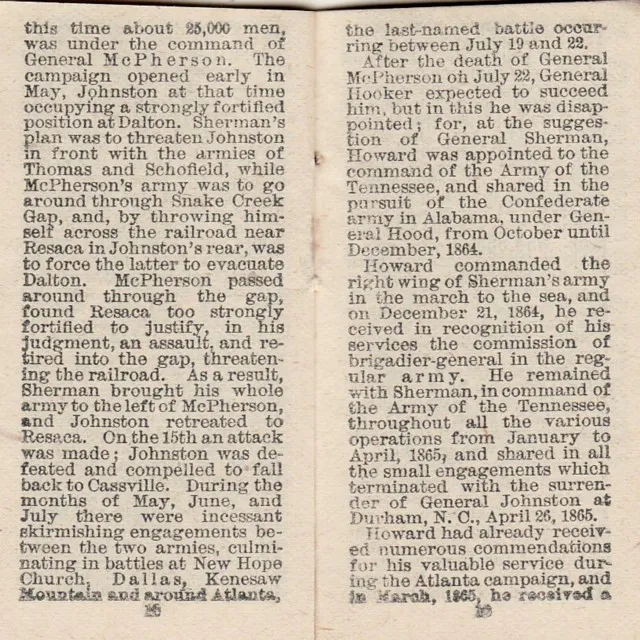 this time about 25,000 men,
was under the command of
General McPherson. The
campaign opened early in
May, Johnston at that time
occupying a strongly fortified
position at Dalton. Sherman's
plan was to threaten Johnston
in front with the armies of
Thomas and Schofield, while
McPherson's army was to go
around through Snake Creek
Gap, and, by throwing him-
self across the railroad near
Resaca in Johnston's rear, was
to force the latter to evacuate
Dalton. McPherson passed
around through the gap,
found Resaca too strongly
fortified to justify, in his
judgment, an assault, and re-
tired into the gap, threaten-
ing the railroad. As a result,
Sherman brought his whole
army to the left of McPherson,
and Johnston retreated to
Resaca. On the 15th an attack
was made; Johnston was de-
feated and compelled to fall
back to Cassville. During the
months of May, June, and
July there were incessant
skirmishing engagements be-
tween the two armies, culmi-
nating in battles at New Hope
Church, Dallas, Kenesaw
Mountain and around Atlanta,
the last-named battle occur-
ring between July 19 and 22.
After the death of General
McPherson on July 22, General
Hooker expected to succeed
him, but in this he was disap-
pointed; for, at the sugges-
tion of General Sherman,
Howard was appointed to the
command of the Army of the
Tennessee, and shared in the
pursuit of the Confederate
army in Alabama, under Gen-
eral Hood, from October until
December, 1864.
Howard commanded the
right wing of Sherman's army
in the march to the sea, and
on December 21, 1864, he re-
ceived in recognition of his
services the commission of
brigadier-general in the reg-
ular army. He remained
with Sherman, in command of
the Army of the Tennessee,
throughout all the various
operations from January to
April, 1865, and shared in all
the small engagements which
terminated with the surren-
der of General Johnston at
Durham, N. C., April 26, 1865.
Howard had already receiv-
ed numerous commendations
for his valuable service dur-
ing the Atlanta campaign, and
in March, 1865, he received a